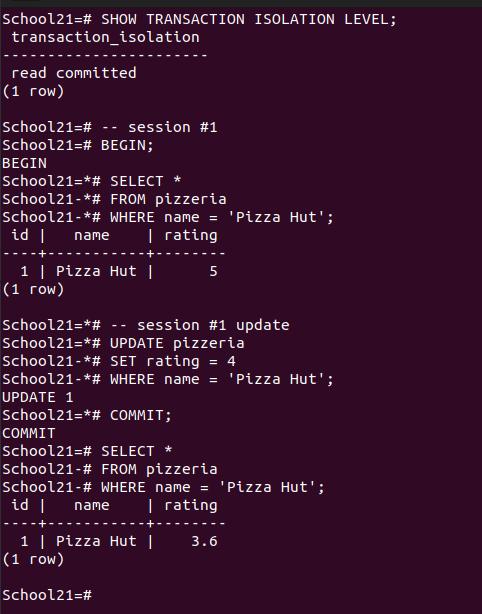 School21=# SHOW TRANSACTION ISOLATION LEVEL;
 transaction_isolation
-----------------------
 read committed
(1 row)

School21=# -- session #1
School21=# BEGIN;
BEGIN
School21=*# SELECT *
School21-*# FROM pizzeria
School21-*# WHERE name = 'Pizza Hut';
 id |   name    | rating
----+-----------+--------
  1 | Pizza Hut |      5
(1 row)

School21=*# -- session #1 update
School21=*# UPDATE pizzeria
School21-*# SET rating = 4
School21-*# WHERE name = 'Pizza Hut';
UPDATE 1
School21=*# COMMIT;
COMMIT
School21=# SELECT *
School21-# FROM pizzeria
School21-# WHERE name = 'Pizza Hut';
 id |   name    | rating
----+-----------+--------
  1 | Pizza Hut |    3.6
(1 row)

School21=#